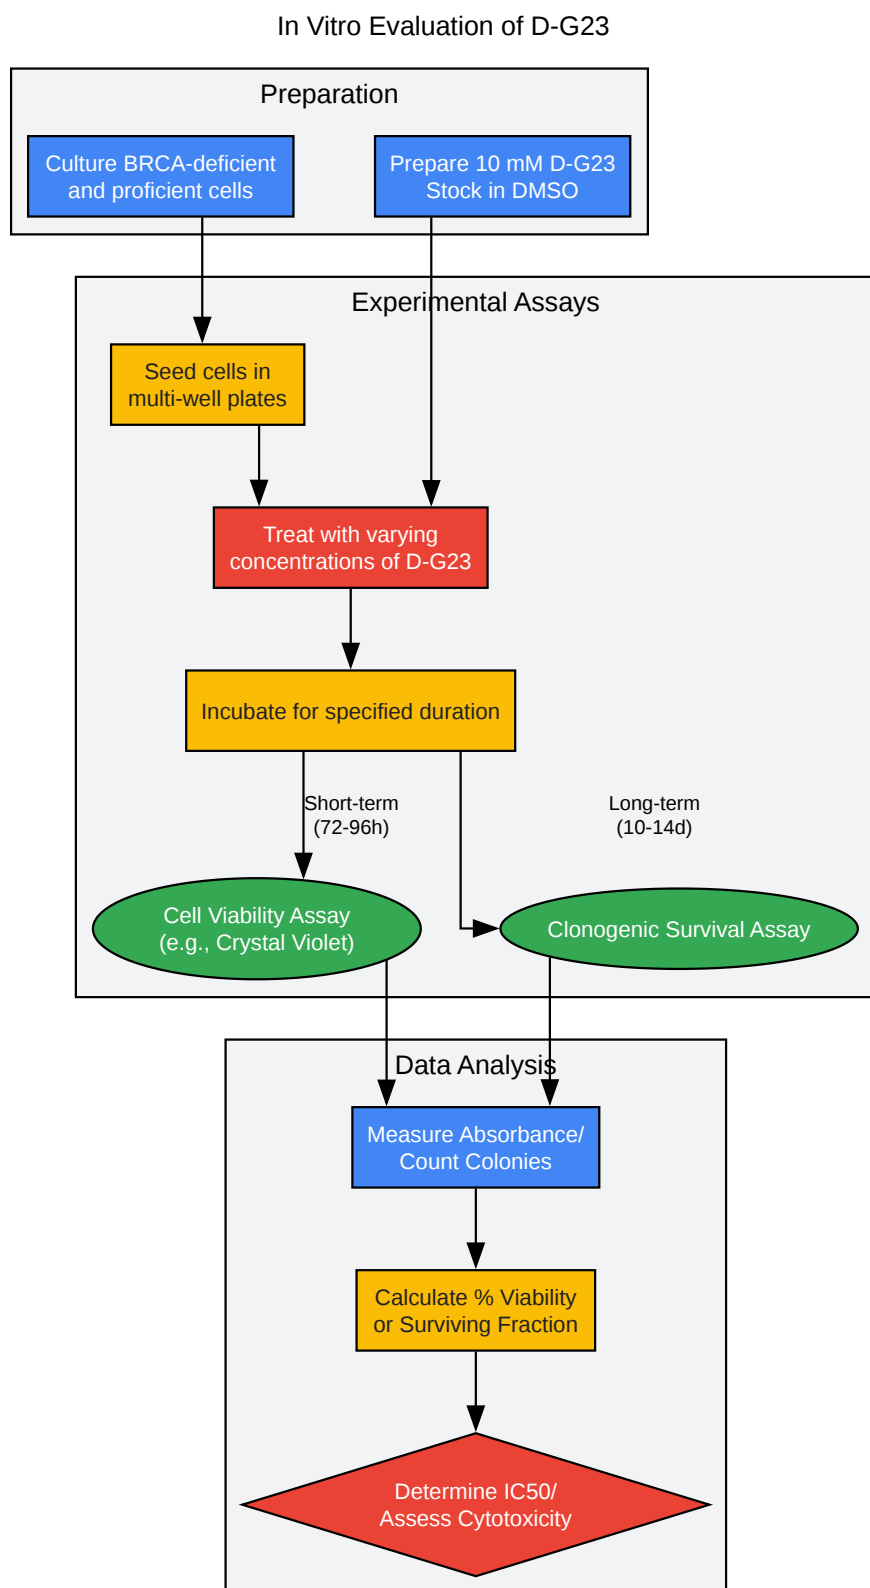 In Vitro Evaluation of D-G23
Preparation
Culture BRCA-deficient
and proficient cells
Prepare 10 mM D-G23
Stock in DMSO
Experimental Assays
Seed cells in
multi-well plates
Treat with varying
concentrations of D-G23
Incubate for specified duration
Short-term
(72-96h)
Long-term
(10-14d)
Cell Viability Assay
(e.g., Crystal Violet)
Clonogenic Survival Assay
Data Analysis
Measure Absorbance/
Count Colonies
Calculate % Viability
or Surviving Fraction
Determine IC50/
Assess Cytotoxicity